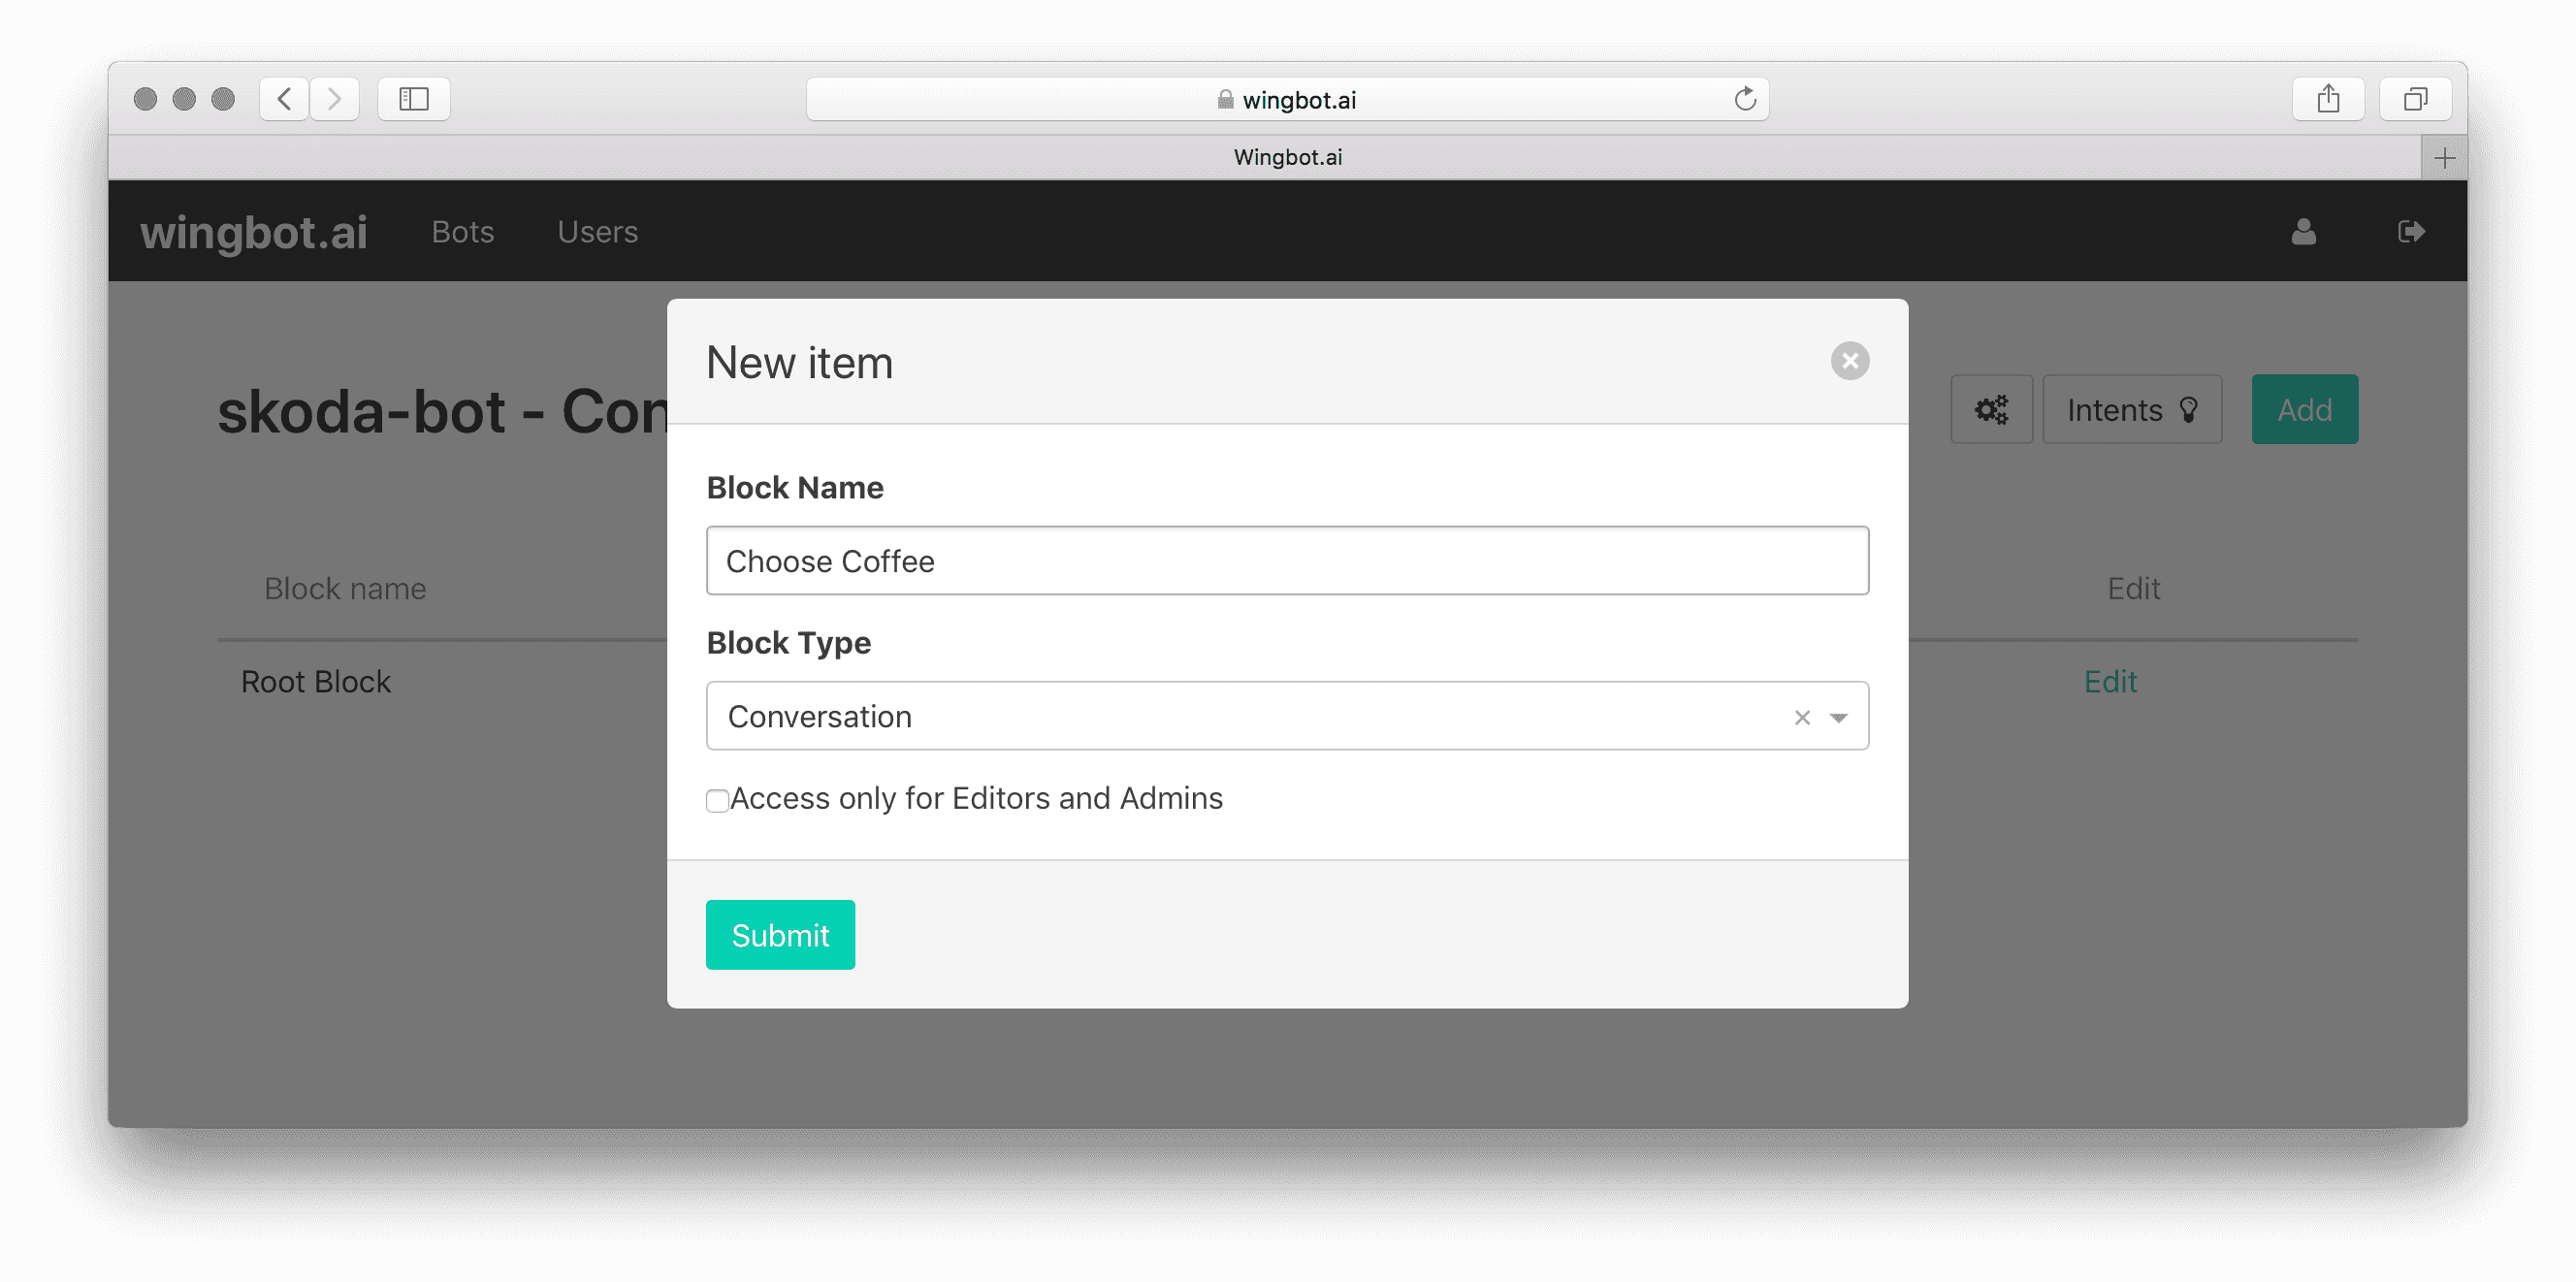 wingbot.ai
Wingbot.ai
wingbot.ai Bots Users
New item
skoda-bot - Con
Intents Add
Block Name
Choose Coffee
Block name Edit
Block Type
Root Block Edit
Conversation
Access only for Editors and Admins
Submit